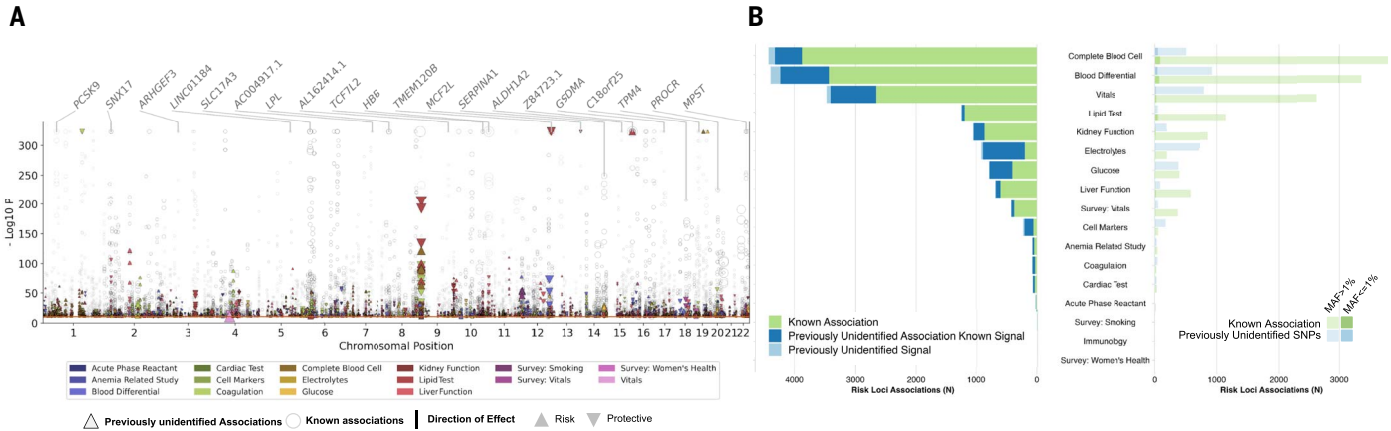 A
PCSK9
SNX17
ARHGEF3
LINC01184
SLC17A3
AC004917.1
LPL
AL162414.1
TCF7L2
HB6
TMEM120B
MCF2L
SERPINA1
ALDH1A2
Z84723.1
GSDMA
C18orf25
TPM4
PROCR
MPST
- Log10 F
300
250
200
150
100
50
0
1 2 3 4 5 6 7 8 9 10 11 12 13 14 15 16 17 18 19 20 2122
Chromosomal Position
Acute Phase Reactant
Anemia Related Study
Blood Differential
Cardiac Test
Cell Markers
Coagulation
Complete Blood Cell
Electrolytes
Glucose
Kidney Function
Lipid Test
Liver Function
Survey: Smoking
Survey: Vitals
Survey: Women's Health
Vitals
Previously unidentified Associations
Known associations
Direction of Effect
Risk
Protective
B
Complete Blood Cell
Blood Differential
Vitals
Lipid Test
Kidney Function
Electrolytes
Glucose
Liver Function
Survey: Vitals
Cell Markers
Anemia Related Study
Coagulaion
Cardiac Test
Acute Phase Reactant
Survey: Smoking
Immunobgy
Survey: Women's Health
Known Association
Previously Unidentified Association Known Signal
Previously Unidentified Signal
4000 3000 2000 1000 0
Risk Loci Associations (N)
MAF>1%
MAF<=1%
Known Association
Previously Unidentified SNPs
0 1000 2000 3000
Risk Loci Associations (N)